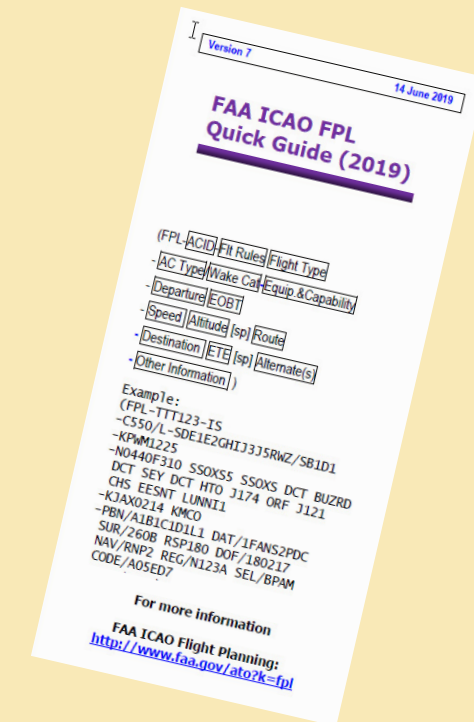 Version 7
14 June 2019
FAA ICAO FPL
Quick Guide (2019)
(FPL-ACID-Flt Rules Flight Type
- AC Type/Wake Cat-Equip.&Capability
- Departure EOBT
- Speed Altitude [sp] Route
- Destination ETE [sp] Alternate(s)
- Other Information )
Example:
(FPL-TTT123-IS
-C550/L-SDE1E2GHIJ3J5RWZ/SB1D1
-KPWM1225
-N0440F310 SSOXS5 SSOXS DCT BUZRD
DCT SEY DCT HTO J174 ORF J121
CHS EESNT LUNNI1
-KJAX0214 KMCO
-PBN/A1B1C1D1L1 DAT/1FANS2PDC
SUR/260B RSP180 DOF/180217
NAV/RNP2 REG/N123A SEL/BPAM
CODE/A05ED7
For more information
FAA ICAO Flight Planning:
http://www.faa.gov/ato?k=fpl